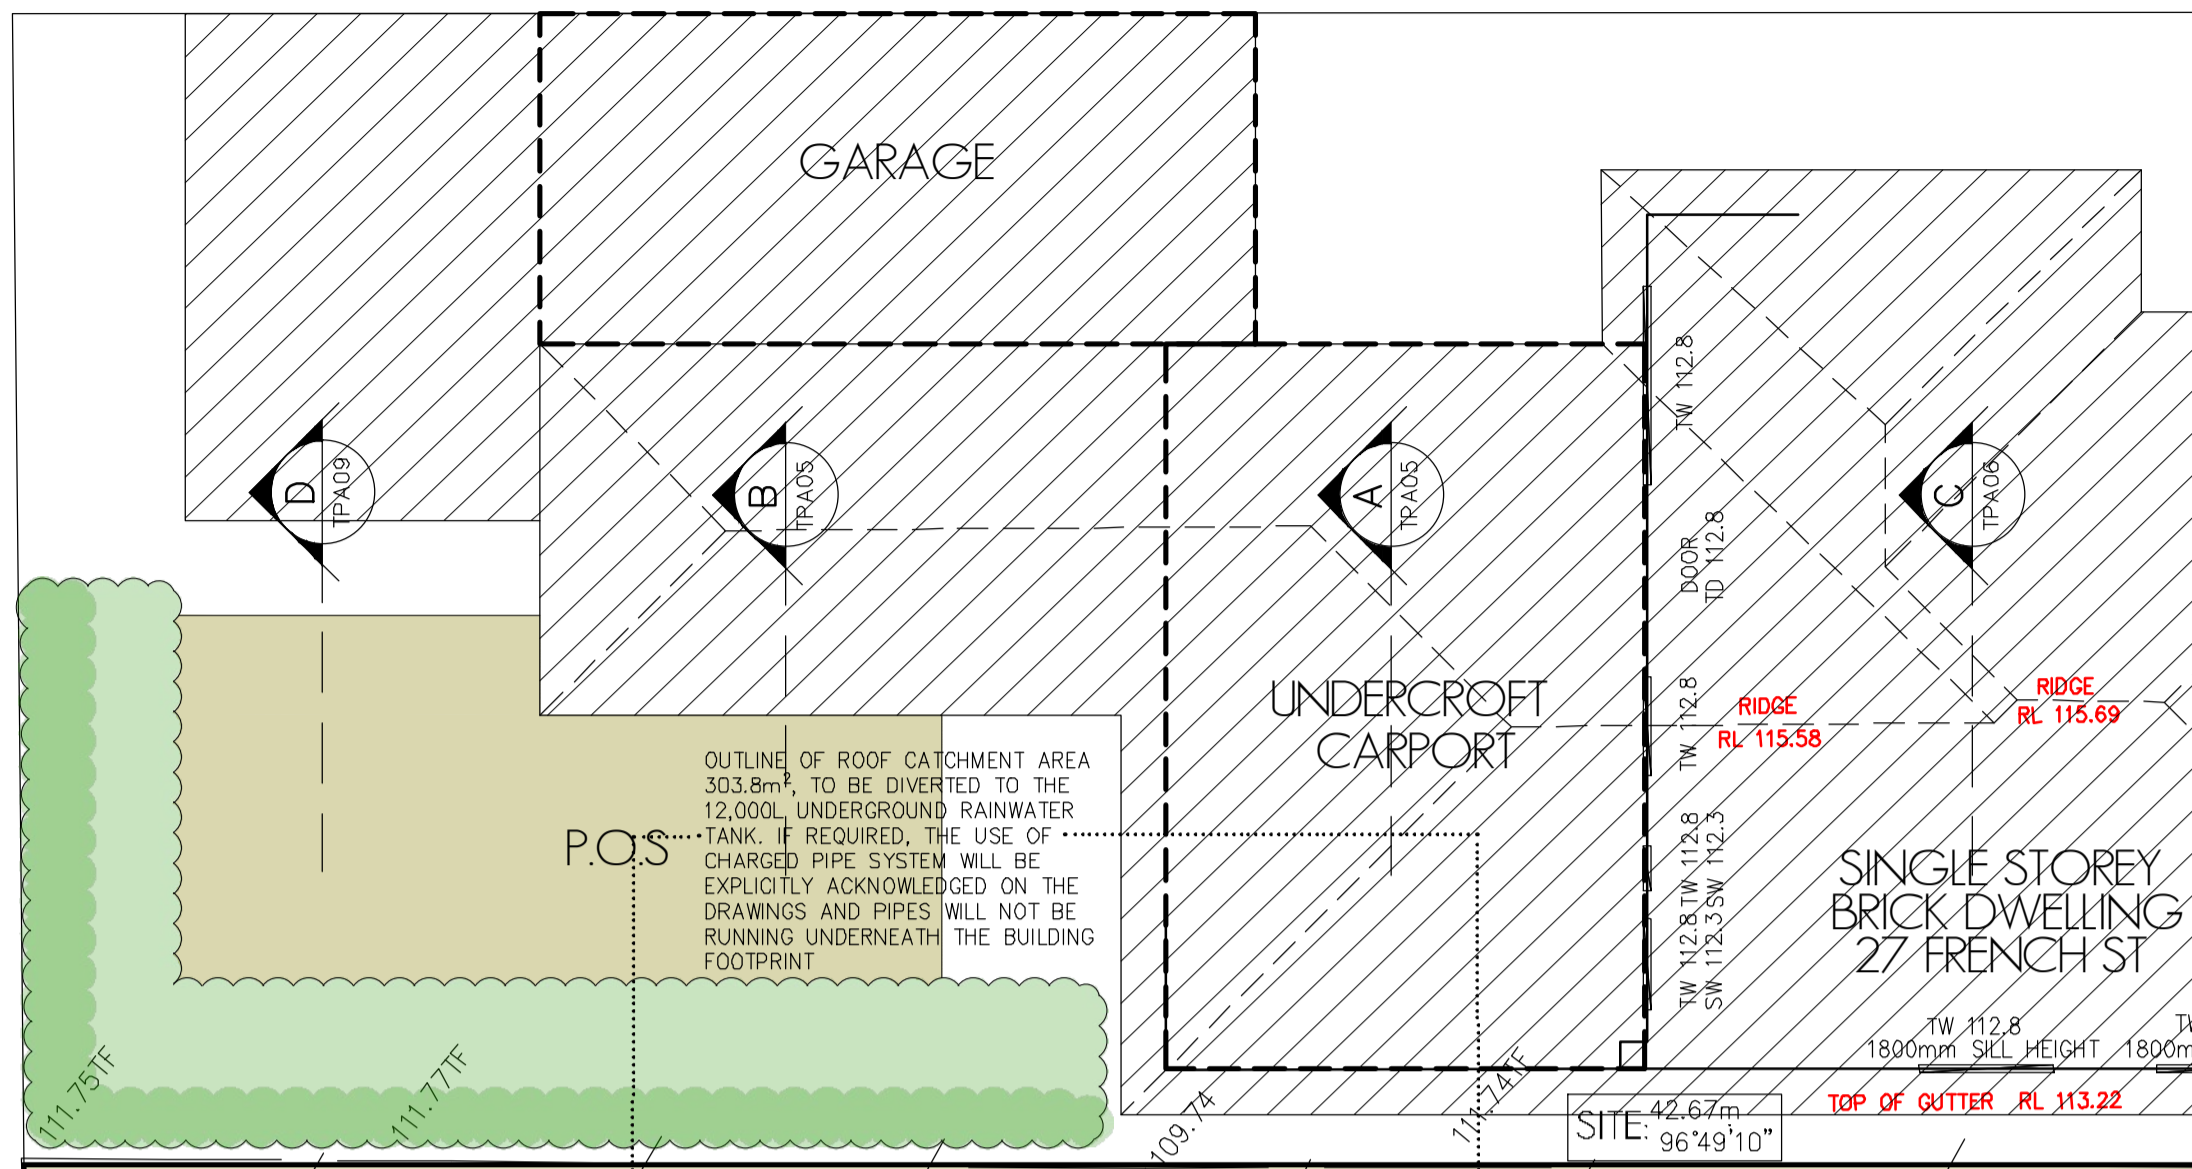 GARAGE
D
TPA09
B
TPA05
A
TPA05
C
TPA06
TW 112.8
DOOR
TD 112.8
TW 112.8
TW 112.8
SW 112.3
TW 112.8
SW 112.3
UNDERCROFT
CARPORT
RIDGE
RL 115.58
RIDGE
RL 115.69
OUTLINE OF ROOF CATCHMENT AREA
303.8m², TO BE DIVERTED TO THE
12,000L UNDERGROUND RAINWATER
TANK. IF REQUIRED, THE USE OF
CHARGED PIPE SYSTEM WILL BE
EXPLICITLY ACKNOWLEDGED ON THE
DRAWINGS AND PIPES WILL NOT BE
RUNNING UNDERNEATH THE BUILDING
FOOTPRINT
P.O.S
SINGLE STOREY
BRICK DWELLING
27 FRENCH ST
TW 112.8
1800mm SILL HEIGHT
TW
1800m
TOP OF GUTTER RL 113.22
111.75TF
111.77TF
109.74
111.74TF
SITE: 42.67m
96°49'10"